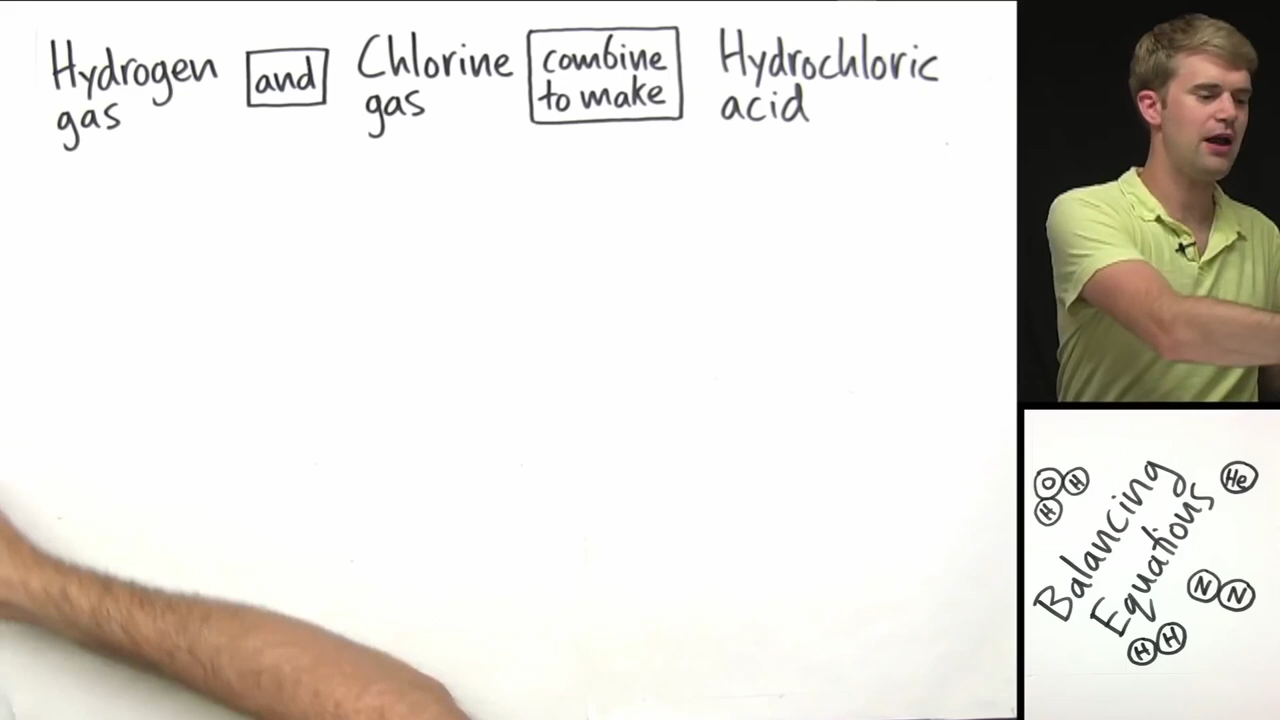 Hydrogen gas and Chlorine gas combine to make Hydrochloric acid
O H
H
He
Balancing
Equations
N N
H H